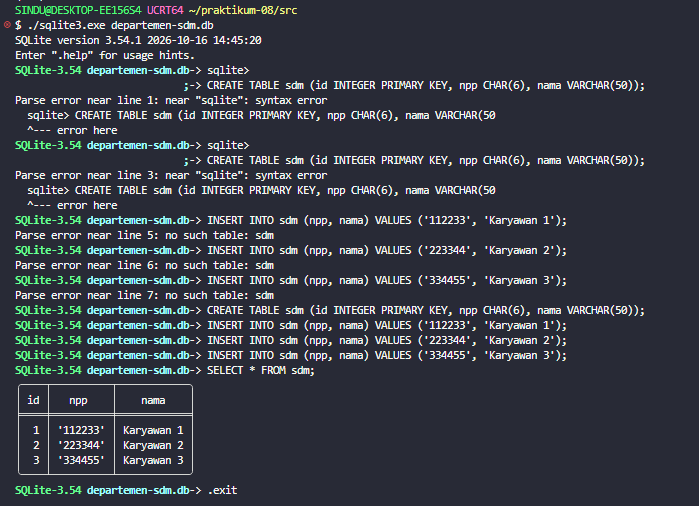 SINDU@DESKTOP-EE156S4 UCRT64 ~/praktikum-08/src
$ ./sqlite3.exe departemen-sdm.db
SQLite version 3.54.1 2026-10-16 14:45:20
Enter ".help" for usage hints.
SQLite-3.54 departemen-sdm.db-> sqlite>
;-> CREATE TABLE sdm (id INTEGER PRIMARY KEY, npp CHAR(6), nama VARCHAR(50));
Parse error near line 1: near "sqlite": syntax error
sqlite> CREATE TABLE sdm (id INTEGER PRIMARY KEY, npp CHAR(6), nama VARCHAR(50
^--- error here
SQLite-3.54 departemen-sdm.db-> sqlite>
;-> CREATE TABLE sdm (id INTEGER PRIMARY KEY, npp CHAR(6), nama VARCHAR(50));
Parse error near line 3: near "sqlite": syntax error
sqlite> CREATE TABLE sdm (id INTEGER PRIMARY KEY, npp CHAR(6), nama VARCHAR(50
^--- error here
SQLite-3.54 departemen-sdm.db-> INSERT INTO sdm (npp, nama) VALUES ('112233', 'Karyawan 1');
Parse error near line 5: no such table: sdm
SQLite-3.54 departemen-sdm.db-> INSERT INTO sdm (npp, nama) VALUES ('223344', 'Karyawan 2');
Parse error near line 6: no such table: sdm
SQLite-3.54 departemen-sdm.db-> INSERT INTO sdm (npp, nama) VALUES ('334455', 'Karyawan 3');
Parse error near line 7: no such table: sdm
SQLite-3.54 departemen-sdm.db-> CREATE TABLE sdm (id INTEGER PRIMARY KEY, npp CHAR(6), nama VARCHAR(50));
SQLite-3.54 departemen-sdm.db-> INSERT INTO sdm (npp, nama) VALUES ('112233', 'Karyawan 1');
SQLite-3.54 departemen-sdm.db-> INSERT INTO sdm (npp, nama) VALUES ('223344', 'Karyawan 2');
SQLite-3.54 departemen-sdm.db-> INSERT INTO sdm (npp, nama) VALUES ('334455', 'Karyawan 3');
SQLite-3.54 departemen-sdm.db-> SELECT * FROM sdm;
id npp nama
1 '112233' Karyawan 1
2 '223344' Karyawan 2
3 '334455' Karyawan 3
SQLite-3.54 departemen-sdm.db-> .exit